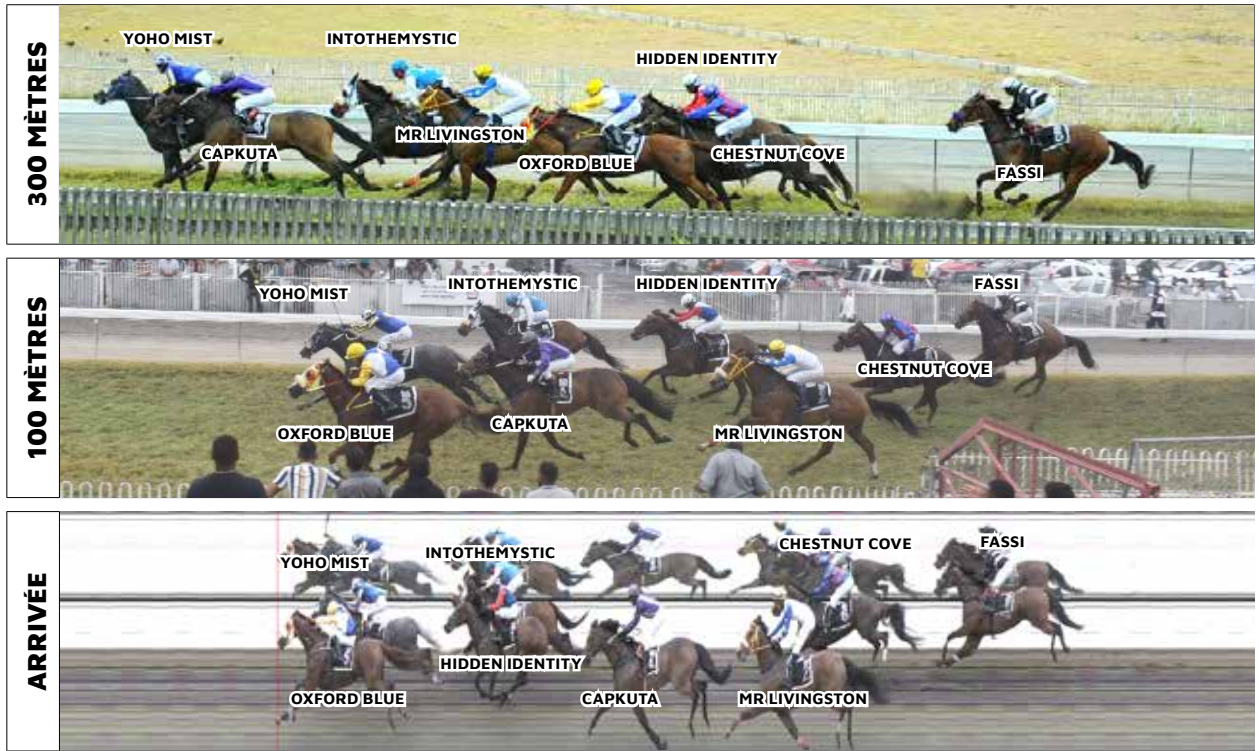 300 MÈTRES
YOHO MIST
INTOTHEMYSTIC
HIDDEN IDENTITY
MR LIVINGSTON
CAPKUTA
OXFORD BLUE
CHESTNUT COVE
FASSI
100 MÈTRES
YOHO MIST
INTOTHEMYSTIC
HIDDEN IDENTITY
FASSI
CHESTNUT COVE
CAPKUTA
OXFORD BLUE
MR LIVINGSTON
ARRIVÉE
YOHO MIST
INTOTHEMYSTIC
CHESTNUT COVE
FASSI
HIDDEN IDENTITY
OXFORD BLUE
CAPKUTA
MR LIVINGSTON